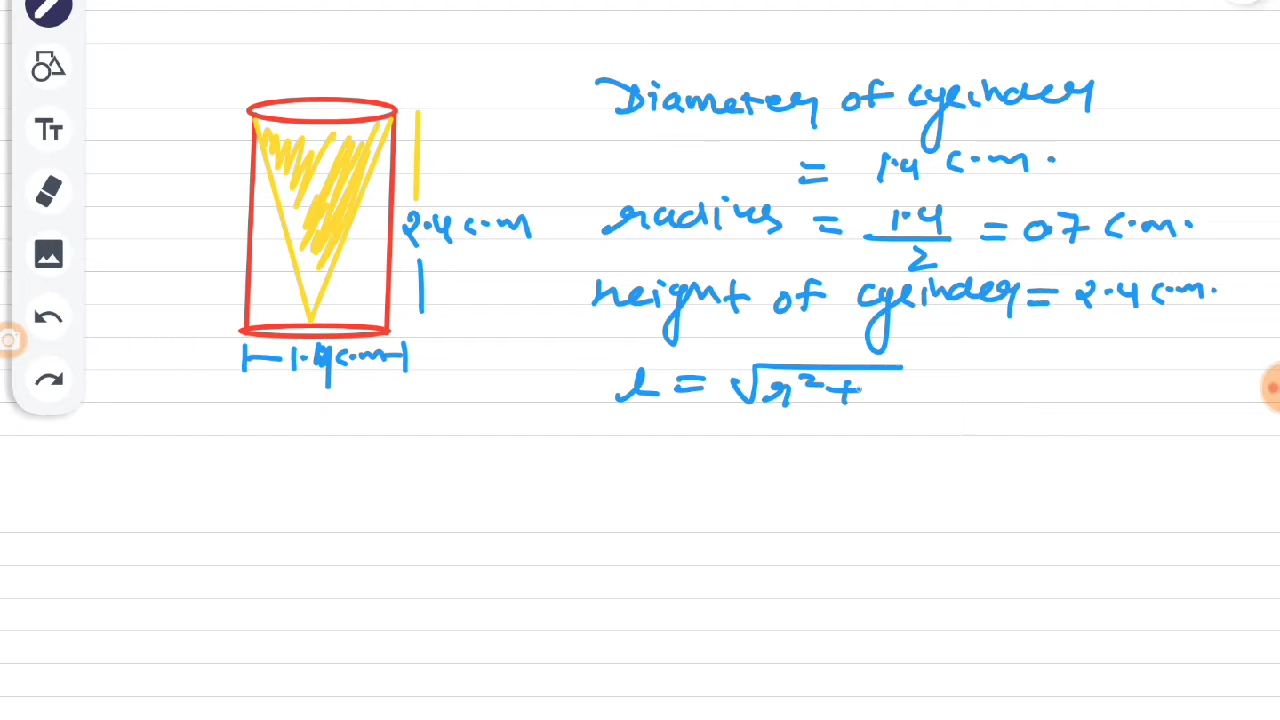 Tт
Diameter of cylinder
= 1.4 c.m.
radius = 1.4/2 = 0.7 c.m.
height of cylinder = 2.4 c.m.
l = √r²+
2.4 c.m
1.4 c.m